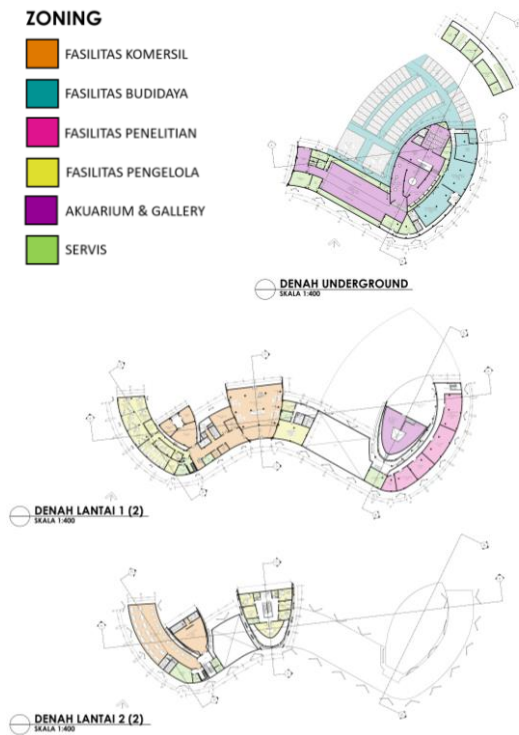 ZONING
FASILITAS KOMERSIL
FASILITAS BUDIDAYA
FASILITAS PENELITIAN
FASILITAS PENGELOLA
AKUARIUM & GALLERY
SERVIS
DENAH UNDERGROUND
SKALA 1:400
DENAH LANTAI 1 (2)
SKALA 1:400
DENAH LANTAI 2 (2)
SKALA 1:400